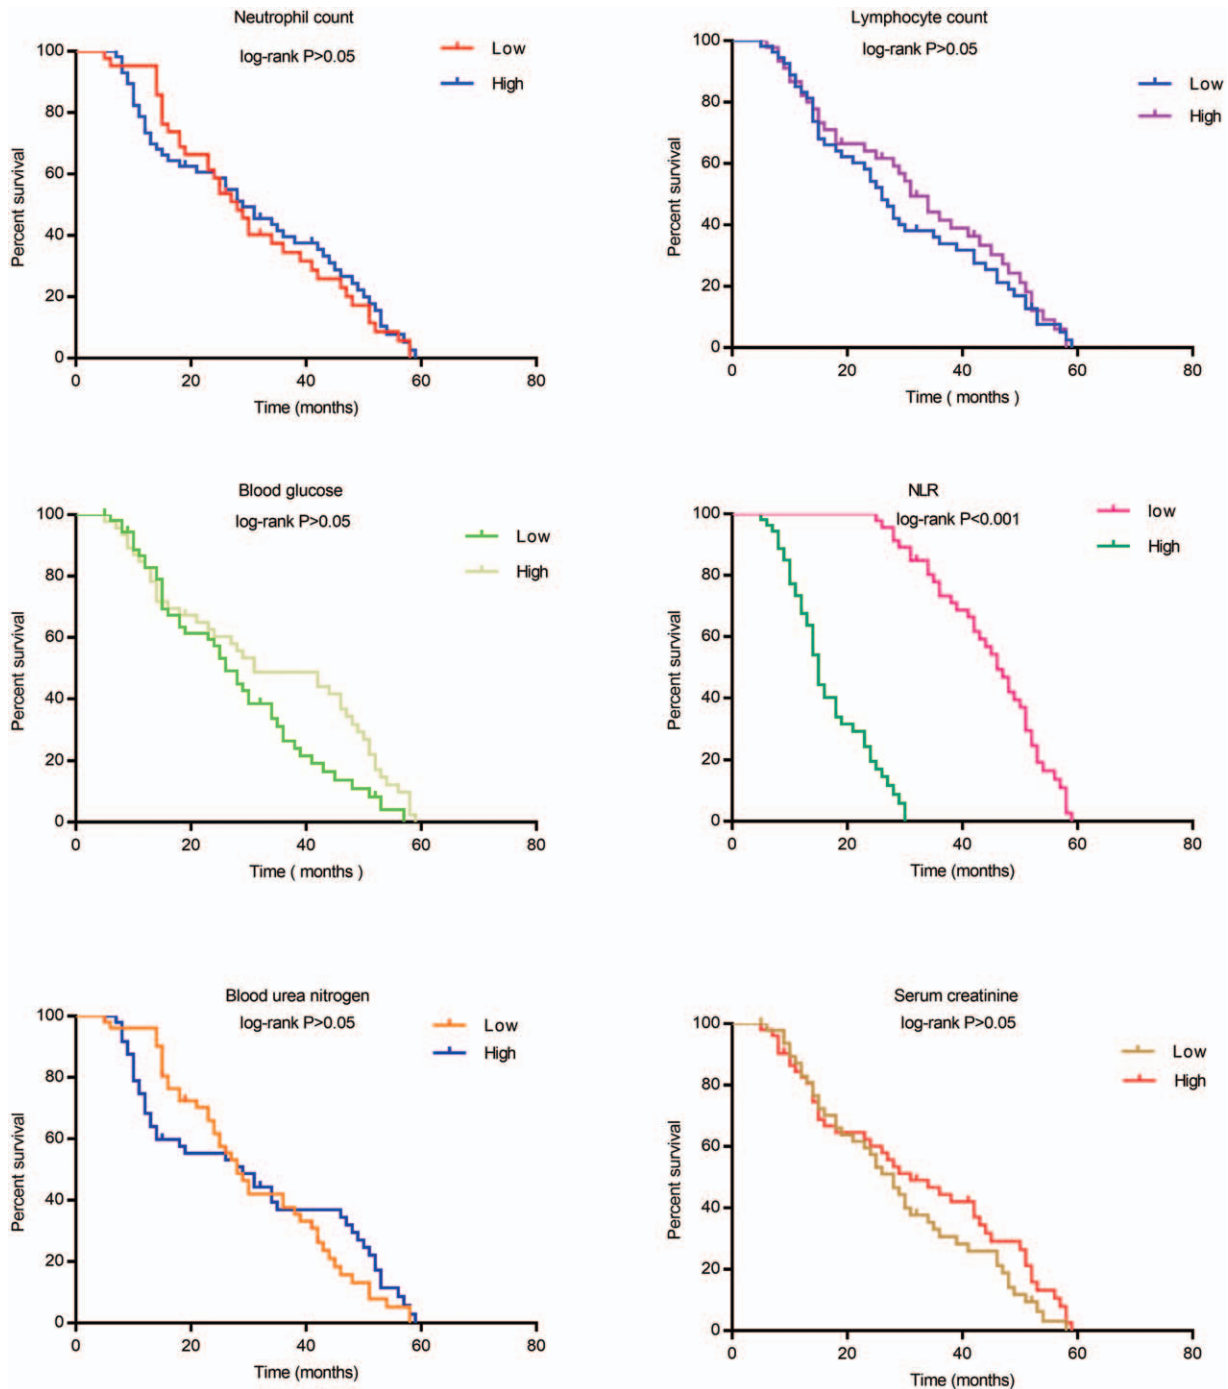 Neutrophil count
log-rank P>0.05
Low
High
100
80
60
40
20
0
Percent survival
0 20 40 60 80
Time (months)
Lymphocyte count
log-rank P>0.05
Low
High
100
80
60
40
20
0
Percent survival
0 20 40 60 80
Time ( months )
Blood glucose
log-rank P>0.05
Low
High
100
80
60
40
20
0
Percent survival
0 20 40 60 80
Time ( months )
NLR
log-rank P<0.001
low
High
100
80
60
40
20
0
Percent survival
0 20 40 60 80
Time (months)
Blood urea nitrogen
log-rank P>0.05
Low
High
100
80
60
40
20
0
Percent survival
0 20 40 60 80
Time (months)
Serum creatinine
log-rank P>0.05
Low
High
100
80
60
40
20
0
Percent survival
0 20 40 60 80
Time (months)